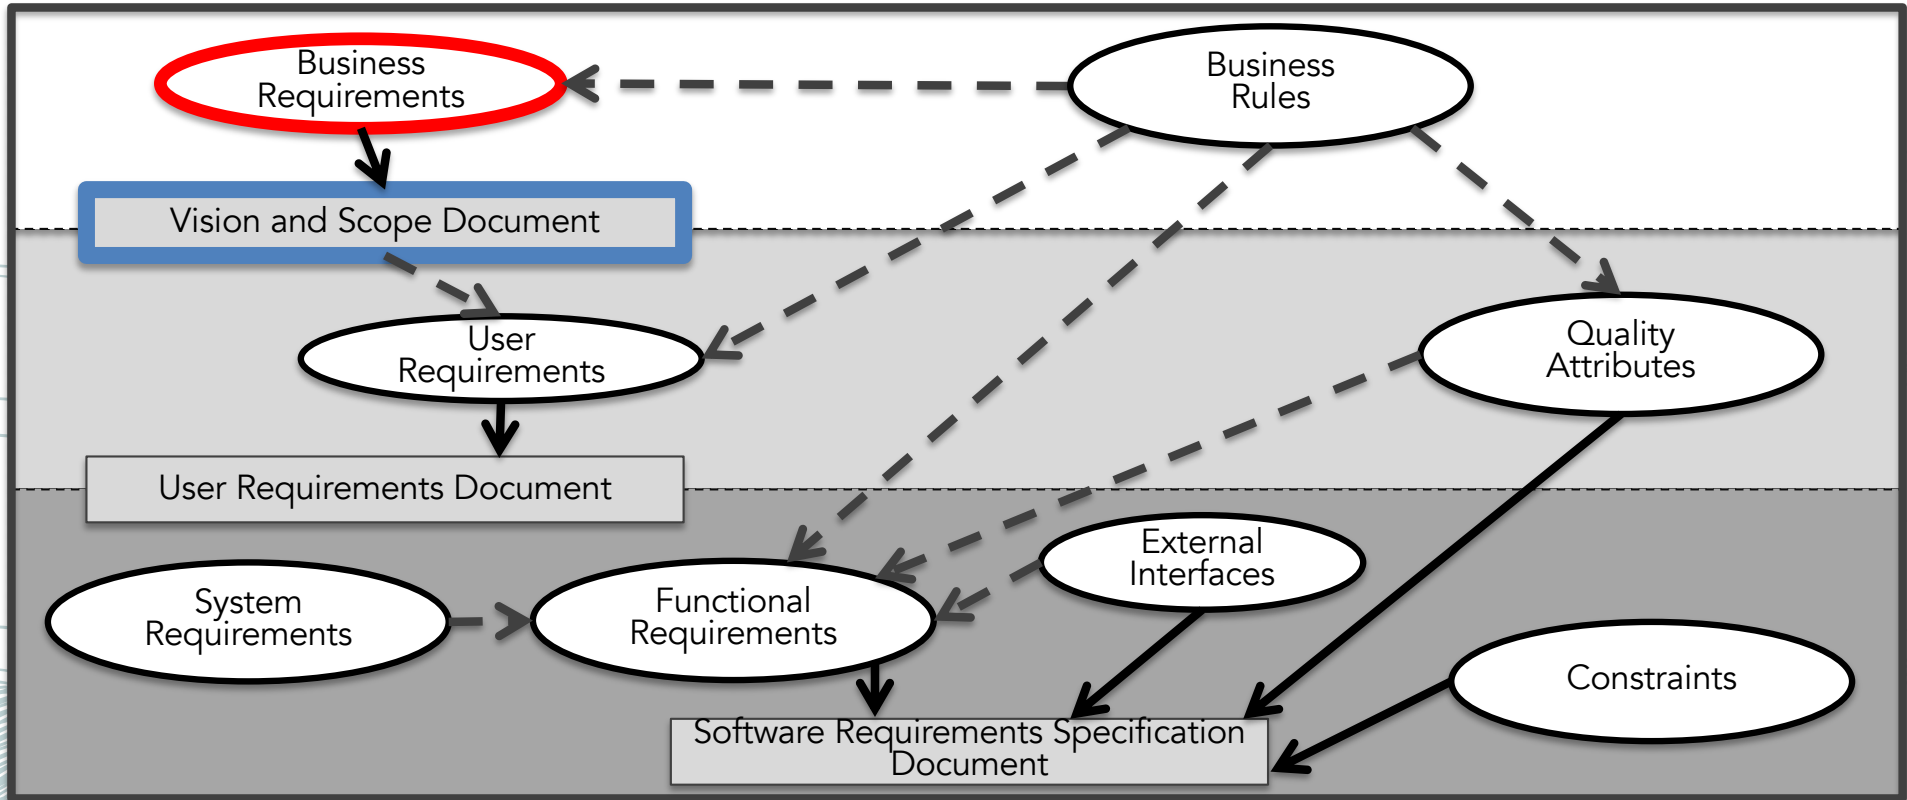 Business
Requirements
Business
Rules
Vision and Scope Document
User
Requirements
Quality
Attributes
User Requirements Document
System
Requirements
Functional
Requirements
External
Interfaces
Constraints
Software Requirements Specification
Document